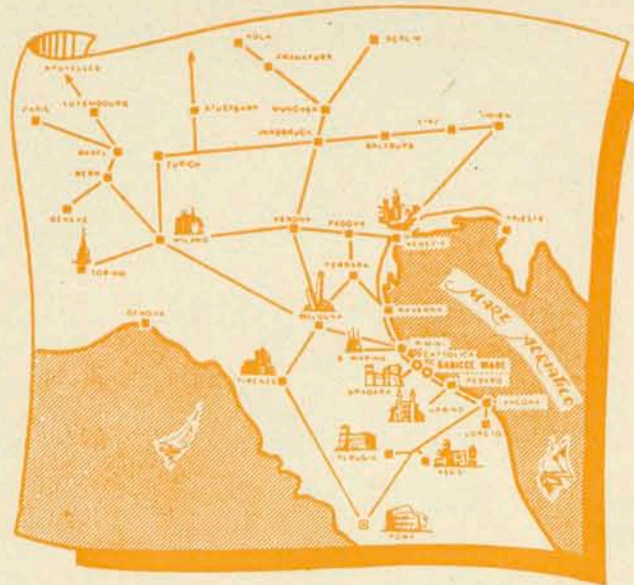 KÖLN
BERLIN
FRANKFURT
BRUXELLES
PARIS
LUXEMBOURG
STUTTGART
MÜNCHEN
INNSBRUCK
SALZBURG
LINZ
WIEN
BASEL
ZÜRICH
BERN
GENEVE
MILANO
VERONA
PADOVA
VENEZIA
TRIESTE
TORINO
FERRARA
MARE ADRIATICO
RAVENNA
GENOVA
BOLOGNA
RIMINI
CATTOLICA
S. MARINO
GABICCE MARE
FIRENZE
GRADARA
PESARO
URBINO
ANCONA
LORETO
PERUGIA
ASSISI
ROMA